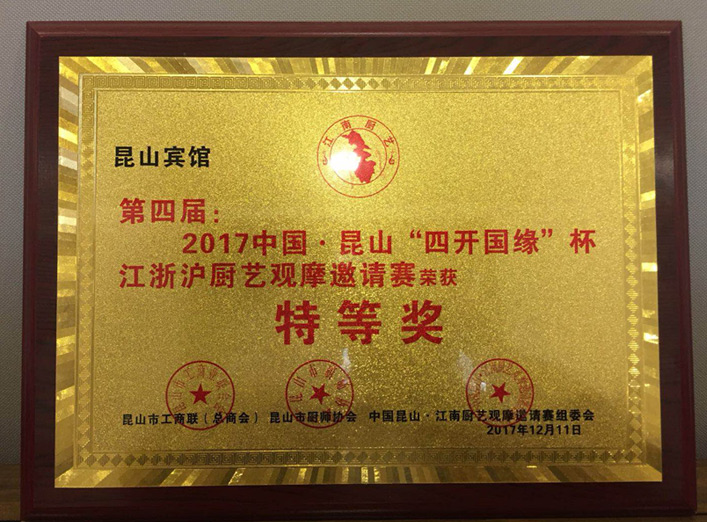 江南厨艺
昆山宾馆
第四届：
2017中国·昆山“四开国缘”杯
江浙沪厨艺观摩邀请赛荣获
特等奖
昆山市工商联（总商会） 昆山市厨师协会 中国昆山·江南厨艺观摩邀请赛组委会
2017年12月11日